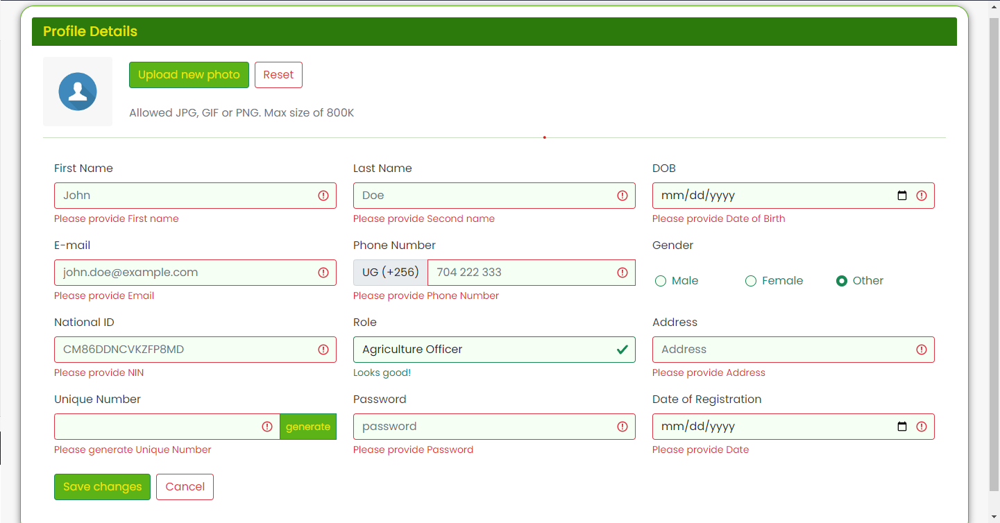 Profile Details
Upload new photo Reset
Allowed JPG, GIF or PNG. Max size of 800K
First Name Last Name DOB
John Doe mm/dd/yyyy
Please provide First name Please provide Second name Please provide Date of Birth
E-mail Phone Number Gender
john.doe@example.com UG (+256) 704 222 333 Male Female Other
Please provide Email Please provide Phone Number
National ID Role Address
CM86DDNCVKZFP8MD Agriculture Officer Address
Please provide NIN Looks good! Please provide Address
Unique Number Password Date of Registration
generate password mm/dd/yyyy
Please generate Unique Number Please provide Password Please provide Date
Save changes Cancel